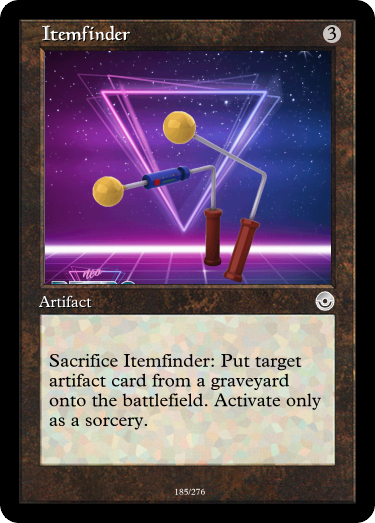 Itemfinder
3
neo
Artifact
Sacrifice Itemfinder: Put target
artifact card from a graveyard
onto the battlefield. Activate only
as a sorcery.
185/276